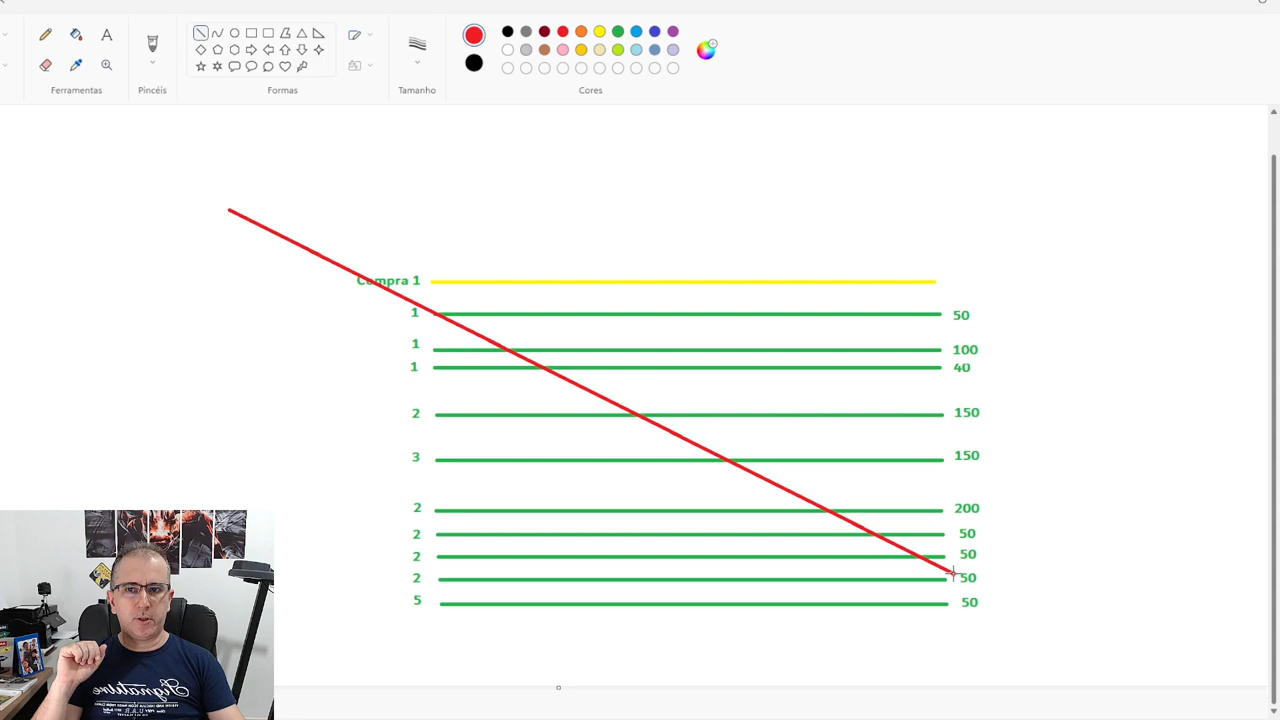 Ferramentas
Pincéis
Formas
Tamanho
Cores
Compra 1
1 50
1 100
1 40
2 150
3 150
2 200
2 50
2 50
2 50
5 50
Signature